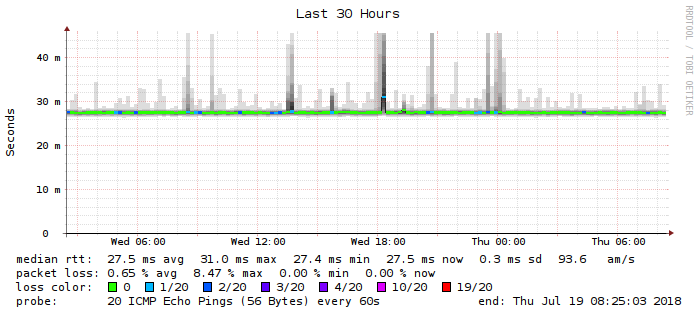 Last 30 Hours
RRDTOOL / TOBI OETIKER
Seconds
40 m
30 m
20 m
10 m
0
Wed 06:00 Wed 12:00 Wed 18:00 Thu 00:00 Thu 06:00
median rtt: 27.5 ms avg 31.0 ms max 27.4 ms min 27.5 ms now 0.3 ms sd 93.6 am/s
packet loss: 0.65 % avg 8.47 % max 0.00 % min 0.00 % now
loss color: 0 1/20 2/20 3/20 4/20 10/20 19/20
probe: 20 ICMP Echo Pings (56 Bytes) every 60s end: Thu Jul 19 08:25:03 2018